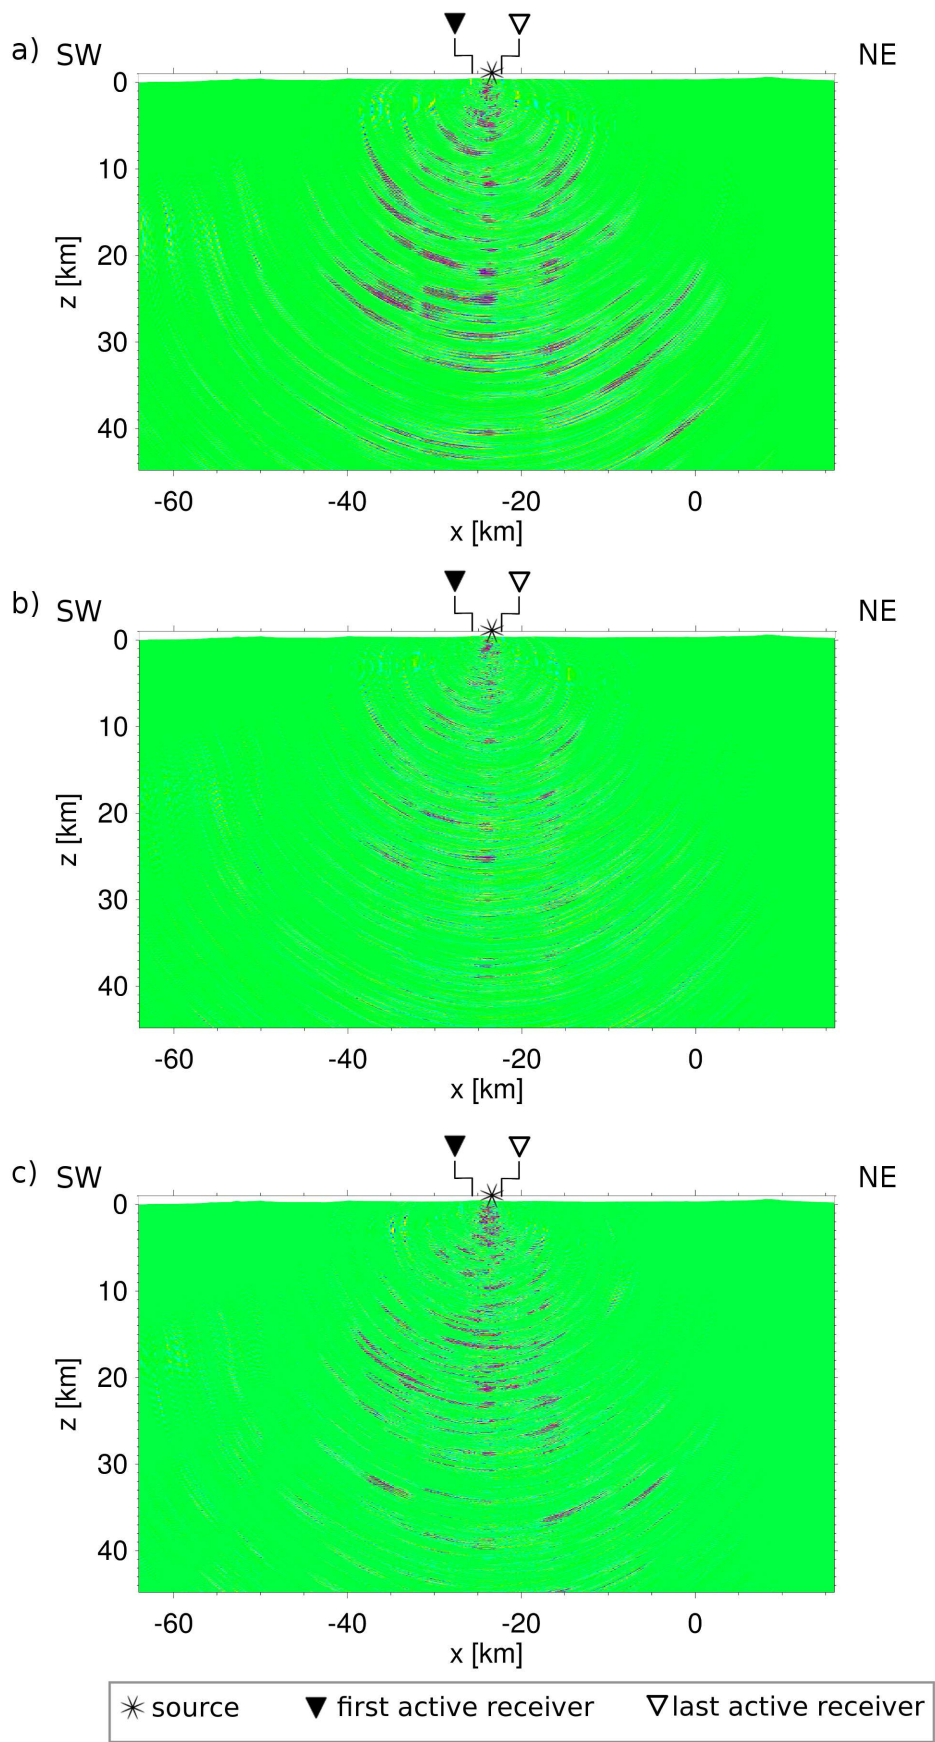 a) SW NE
0
10
20
30
40
z [km]
-60 -40 -20 0
x [km]
b) SW NE
0
10
20
30
40
z [km]
-60 -40 -20 0
x [km]
c) SW NE
0
10
20
30
40
z [km]
-60 -40 -20 0
x [km]
source first active receiver last active receiver